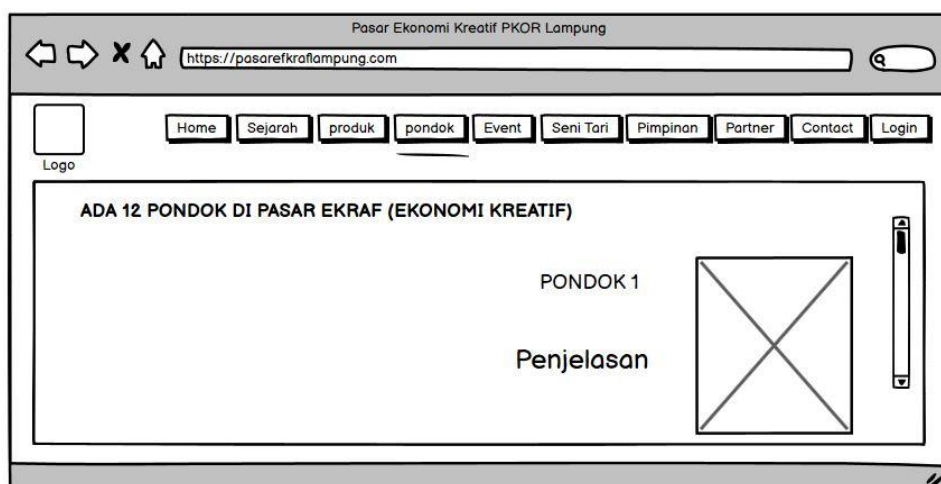 Pasar Ekonomi Kreatif PKOR Lampung
https://pasarefkraflampung.com
Home Sejarah produk pondok Event Seni Tari Pimpinan Partner Contact Login
Logo
ADA 12 PONDOK DI PASAR EKRAF (EKONOMI KREATIF)
PONDOK 1
Penjelasan